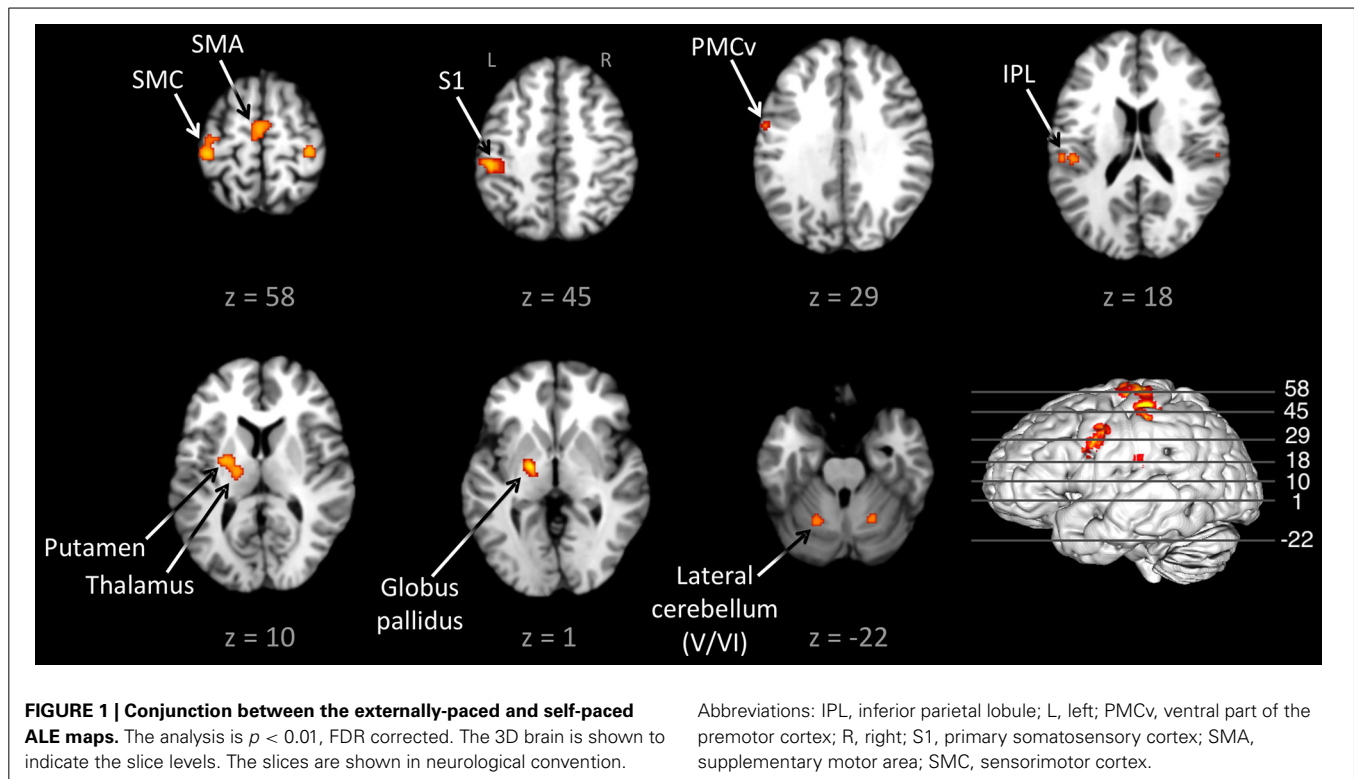 SMA
SMC
L
R
S1
PMCv
IPL
z = 58
z = 45
z = 29
z = 18
58
45
29
18
10
1
-22
Putamen
Thalamus
Globus
pallidus
Lateral
cerebellum
(V/VI)
z = 10
z = 1
z = -22
FIGURE 1 | Conjunction between the externally-paced and self-paced
ALE maps. The analysis is p < 0.01, FDR corrected. The 3D brain is shown to
indicate the slice levels. The slices are shown in neurological convention.
Abbreviations: IPL, inferior parietal lobule; L, left; PMCv, ventral part of the
premotor cortex; R, right; S1, primary somatosensory cortex; SMA,
supplementary motor area; SMC, sensorimotor cortex.